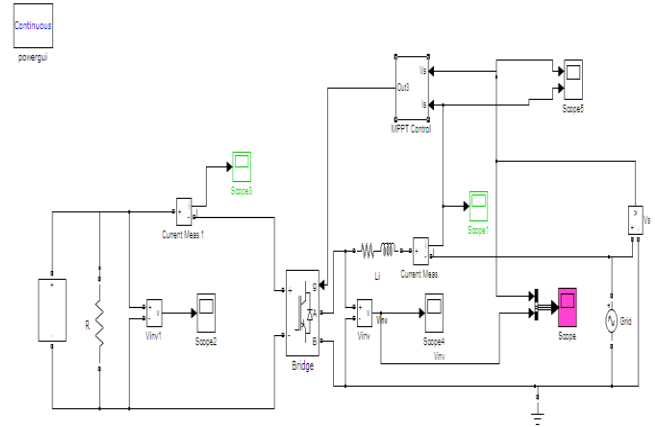 Continuous
powergui
Vs
Out3
Is
MPPT Control
Scope5
Scope3
Scope1
+
i
-
Current Meas.1
Vs
Li
+
i
-
Current Meas
+
-
R
+
-
v
Vinv1
Scope2
+
-
g
A
B
Bridge
+
-
v
Vinv
Vinv
Scope4
Vinv
Scope
Grid